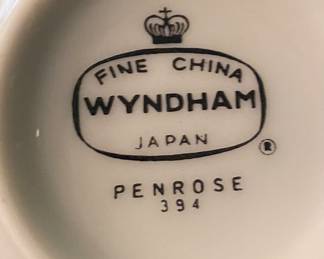 FINE CHINA
WYNDHAM
JAPAN
®
PENROSE
394